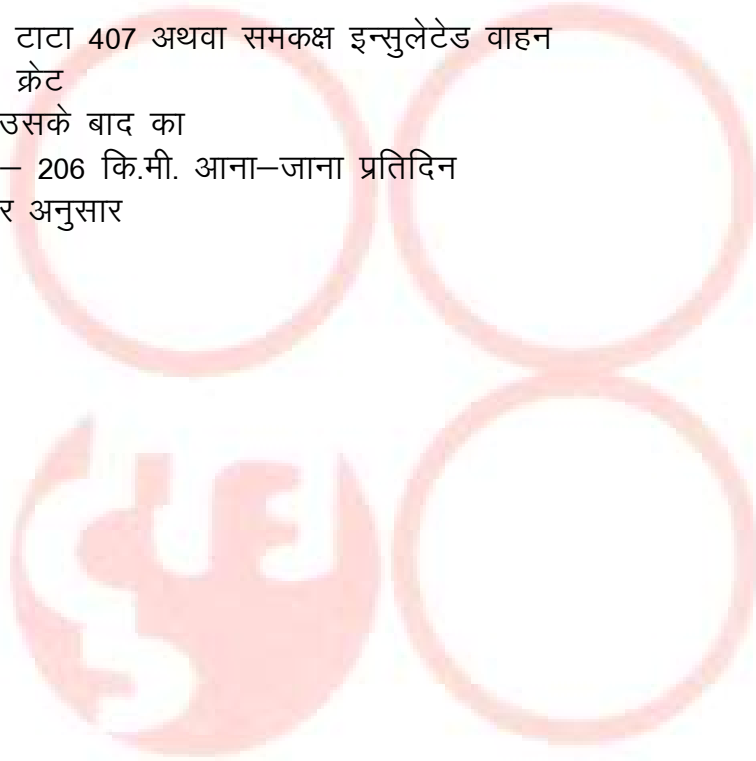 टाटा 407 अथवा समकक्ष इन्सुलेटेड वाहन
क्रेट
उसके बाद का
– 206 कि.मी. आना–जाना प्रतिदिन
र अनुसार